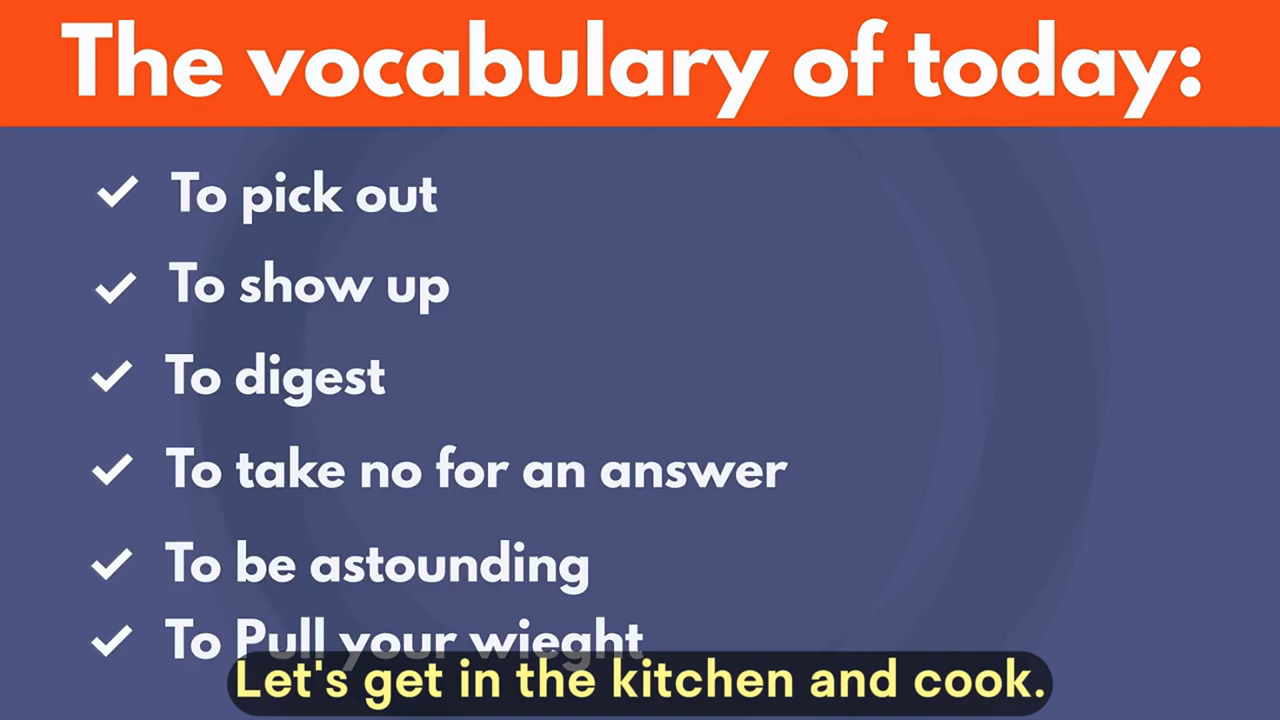 The vocabulary of today:
To pick out
To show up
To digest
To take no for an answer
To be astounding
To Pull your wieght
Let's get in the kitchen and cook.